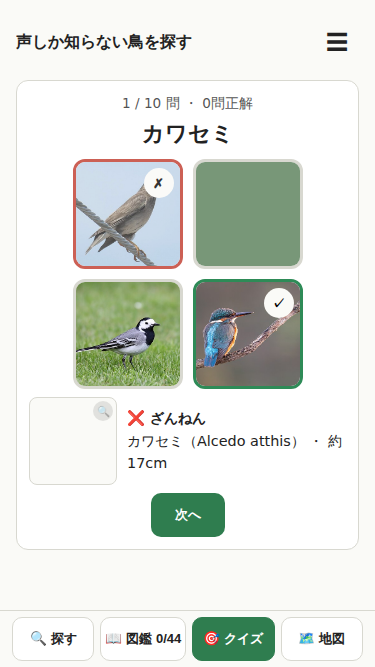 声しか知らない鳥を探す
☰
1 / 10 問 ・ 0問正解
カワセミ
✗
✓
🔍
❌ ざんねん
カワセミ（Alcedo atthis） ・ 約
17cm
次へ
🔍 探す
📖 図鑑 0/44
🎯 クイズ
🗺️ 地図